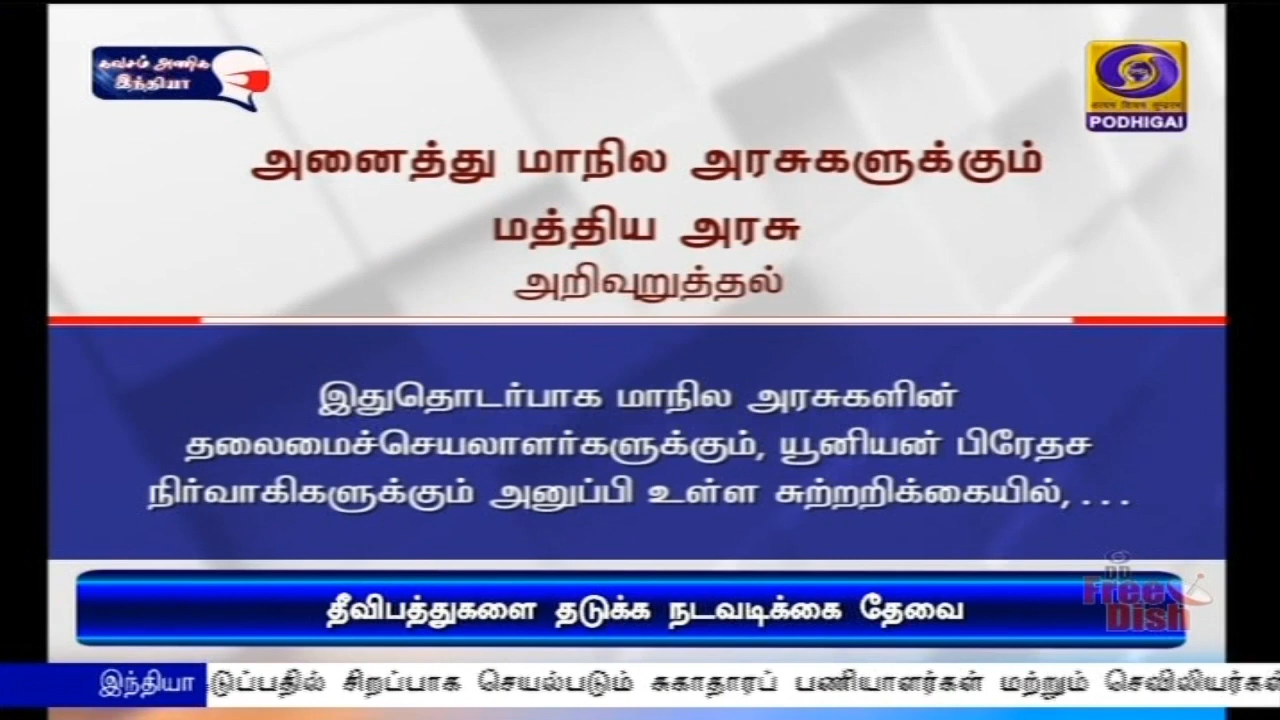 கவசம் அணிக
இந்தியா
PODHIGAI
அனைத்து மாநில அரசுகளுக்கும்
மத்திய அரசு
அறிவுறுத்தல்
இதுதொடர்பாக மாநில அரசுகளின்
தலைமைச்செயலாளர்களுக்கும், யூனியன் பிரேதச
நிர்வாகிகளுக்கும் அனுப்பி உள்ள சுற்றறிக்கையில், . . .
DD
Free
Dish
தீவிபத்துகளை தடுக்க நடவடிக்கை தேவை
இந்தியா டுப்பதில் சிறப்பாக செயல்படும் சுகாதாரப் பணியாளர்கள் மற்றும் செவிலியர்கள்